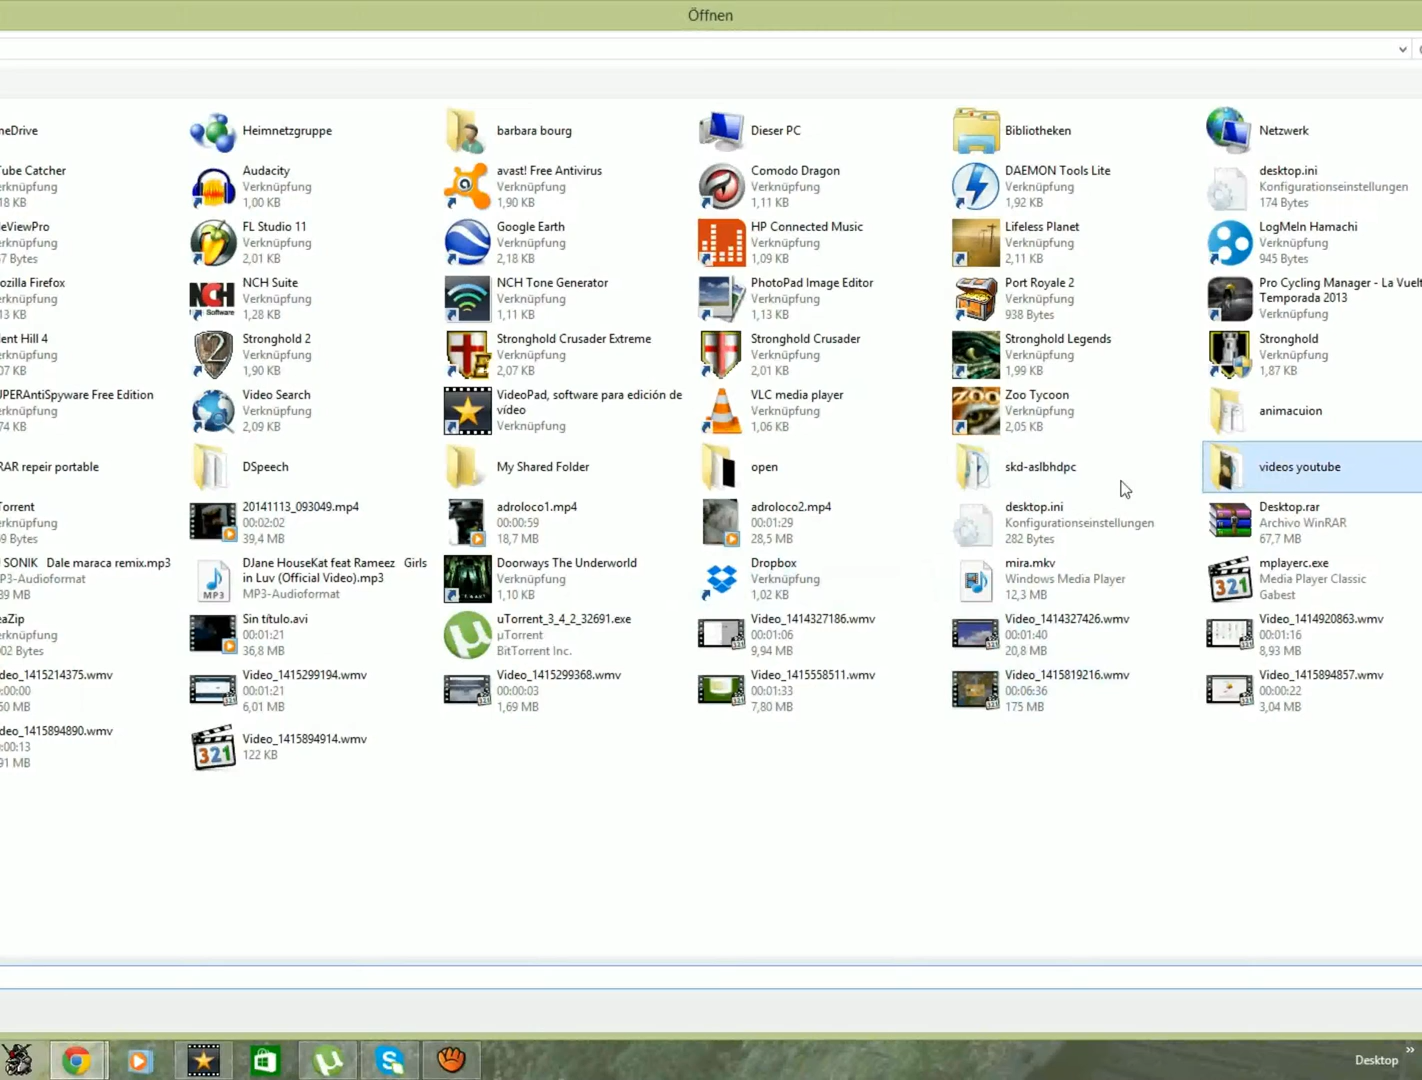 Öffnen
neDrive
Heimnetzgruppe
barbara bourg
Dieser PC
Bibliotheken
Netzwerk
Tube Catcher
erknüpfung
18 KB
Audacity
Verknüpfung
1,00 KB
avast! Free Antivirus
Verknüpfung
1,90 KB
Comodo Dragon
Verknüpfung
1,11 KB
DAEMON Tools Lite
Verknüpfung
1,92 KB
desktop.ini
Konfigurationseinstellungen
174 Bytes
leViewPro
erknüpfung
7 Bytes
FL Studio 11
Verknüpfung
2,01 KB
Google Earth
Verknüpfung
2,18 KB
HP Connected Music
Verknüpfung
1,09 KB
Lifeless Planet
Verknüpfung
2,11 KB
LogMeIn Hamachi
Verknüpfung
945 Bytes
ozilla Firefox
erknüpfung
13 KB
NCH Suite
Verknüpfung
1,28 KB
NCH Tone Generator
Verknüpfung
1,11 KB
PhotoPad Image Editor
Verknüpfung
1,13 KB
Port Royale 2
Verknüpfung
938 Bytes
Pro Cycling Manager - La Vuelt
Temporada 2013
Verknüpfung
lent Hill 4
erknüpfung
07 KB
Stronghold 2
Verknüpfung
1,90 KB
Stronghold Crusader Extreme
Verknüpfung
2,07 KB
Stronghold Crusader
Verknüpfung
2,01 KB
Stronghold Legends
Verknüpfung
1,99 KB
Stronghold
Verknüpfung
1,87 KB
UPERAntiSpyware Free Edition
erknüpfung
74 KB
Video Search
Verknüpfung
2,09 KB
VideoPad, software para edición de
vídeo
Verknüpfung
VLC media player
Verknüpfung
1,06 KB
Zoo Tycoon
Verknüpfung
2,05 KB
animacuion
RAR repeir portable
DSpeech
My Shared Folder
open
skd-aslbhdpc
videos youtube
Torrent
erknüpfung
9 Bytes
20141113_093049.mp4
00:02:02
39,4 MB
adroloco1.mp4
00:00:59
18,7 MB
adroloco2.mp4
00:01:29
28,5 MB
desktop.ini
Konfigurationseinstellungen
282 Bytes
Desktop.rar
Archivo WinRAR
67,7 MB
SONIK Dale maraca remix.mp3
P3-Audioformat
89 MB
DJane HouseKat feat Rameez Girls
in Luv (Official Video).mp3
MP3-Audioformat
Doorways The Underworld
Verknüpfung
1,10 KB
Dropbox
Verknüpfung
1,02 KB
mira.mkv
Windows Media Player
12,3 MB
mplayerc.exe
Media Player Classic
Gabest
eaZip
erknüpfung
02 Bytes
Sin título.avi
00:01:21
36,8 MB
uTorrent_3_4_2_32691.exe
µTorrent
BitTorrent Inc.
Video_1414327186.wmv
00:01:06
9,94 MB
Video_1414327426.wmv
00:01:40
20,8 MB
Video_1414920863.wmv
00:01:16
8,93 MB
deo_1415214375.wmv
:00:00
50 MB
Video_1415299194.wmv
00:01:21
6,01 MB
Video_1415299368.wmv
00:00:03
1,69 MB
Video_1415558511.wmv
00:01:33
7,80 MB
Video_1415819216.wmv
00:06:36
175 MB
Video_1415894857.wmv
00:00:22
3,04 MB
deo_1415894890.wmv
:00:13
91 MB
Video_1415894914.wmv
122 KB
Desktop